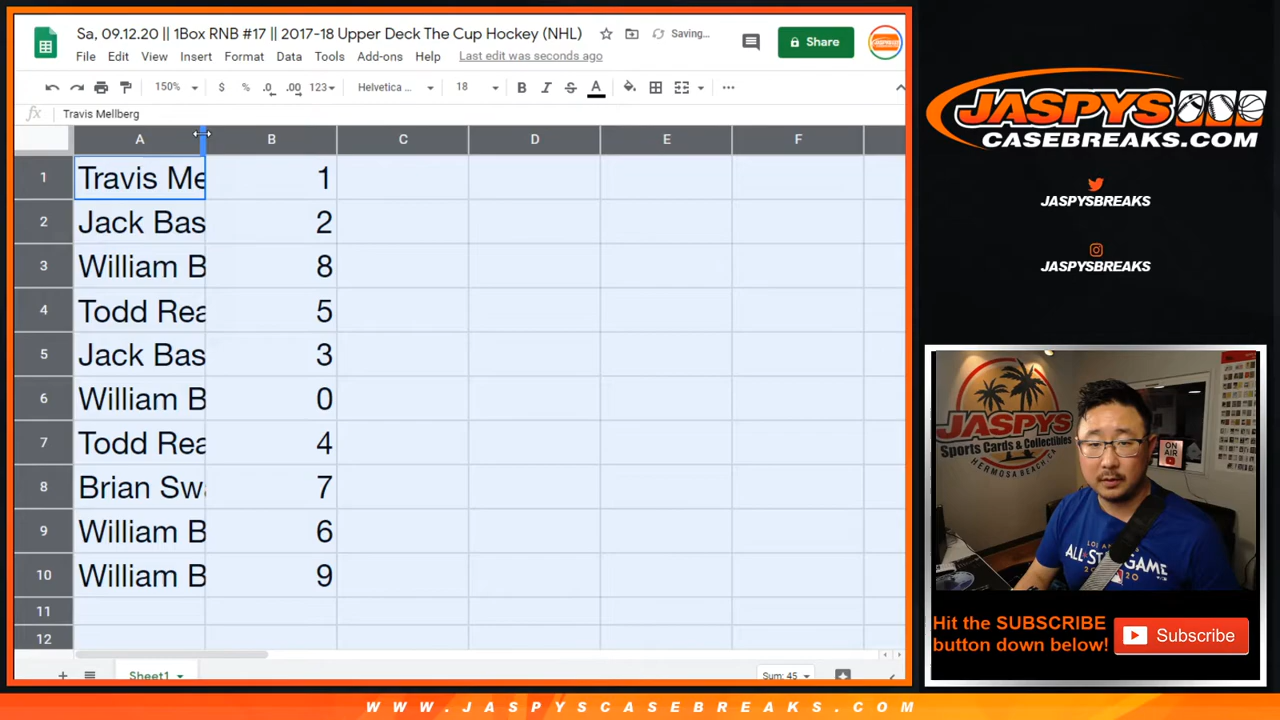 Sa, 09.12.20 || 1Box RNB #17 || 2017-18 Upper Deck The Cup Hockey (NHL)
Saving...
Share
File Edit View Insert Format Data Tools Add-ons Help Last edit was seconds ago
150% $ % .0 .00 123 Helvetica ... 18 B I S A
fx Travis Mellberg
A B C D E F
1 Travis Me 1
2 Jack Bas 2
3 William B 8
4 Todd Rea 5
5 Jack Bas 3
6 William B 0
7 Todd Rea 4
8 Brian Swa 7
9 William B 6
10 William B 9
11
12
Sheet1
Sum: 45
JASPYS
CASEBREAKS.COM
JASPYSBREAKS
JASPYSBREAKS
JASPYS
Sports Cards & Collectibles
HERMOSA BEACH, CA
ON AIR
LOS ANGELES
ALL STAR GAME
2020
Hit the SUBSCRIBE
button down below!
Subscribe
WWW.JASPYSCASEBREAKS.COM